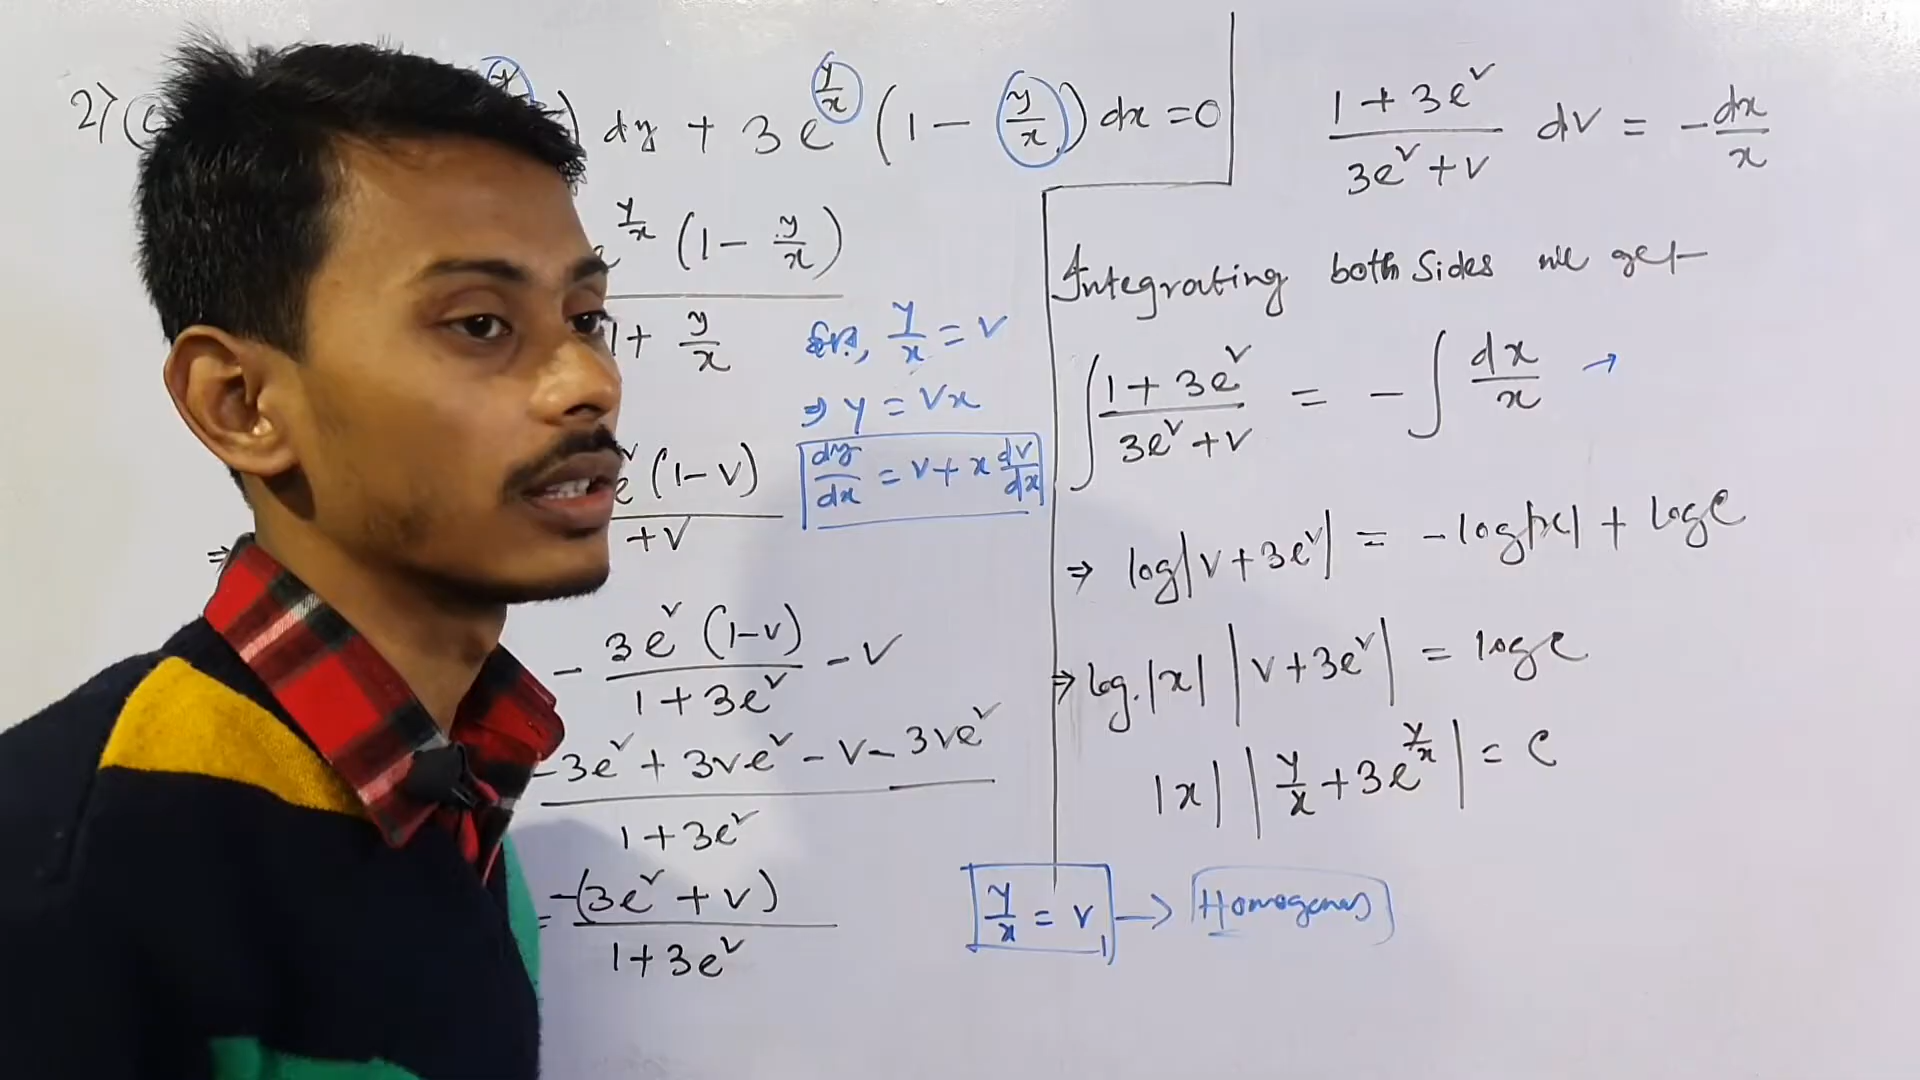 2) ( ) dy + 3e^{y/x} (1 - y/x) dx = 0
e^{y/x} (1 - y/x)
1 + y/x
y/x = v
⇒ y = vx
dy/dx = v + x dv/dx
e^v (1-v)
+v
⇒
- 3e^v (1-v) / 1 + 3e^v - v
-3e^v + 3ve^v - v - 3ve^v
1 + 3e^v
= -(3e^v + v)
1 + 3e^v
1 + 3e^v / 3e^v + v dv = - dx/x
Integrating both sides we get
∫ 1 + 3e^v / 3e^v + v = - ∫ dx/x →
⇒ log|v + 3e^v| = -log|x| + log c
⇒ log.|x| |v + 3e^v| = log c
|x| |y/x + 3e^{y/x}| = c
y/x = v, → Homogenes